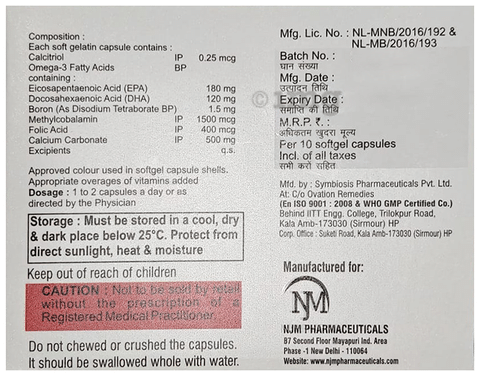 Composition :
Each soft gelatin capsule contains :
Calcitriol IP 0.25 mcg
Omega-3 Fatty Acids BP
containing :
Eicosapentaenoic Acid (EPA) 180 mg
Docosahexaenoic Acid (DHA) 120 mg
Boron (As Disodium Tetraborate BP) 1.5 mg
Methylcobalamin IP 1500 mcg
Folic Acid IP 400 mcg
Calcium Carbonate IP 500 mg
Excipients q.s.
Approved colour used in softgel capsule shells.
Appropriate overages of vitamins added
Dosage : 1 to 2 capsules a day or as
directed by the Physician
Storage : Must be stored in a cool, dry
& dark place below 25°C. Protect from
direct sunlight, heat & moisture
Keep out of reach of children
CAUTION : Not to be sold by retail
without the prescription of a
Registered Medical Practitioner.
Do not chewed or crushed the capsules.
It should be swallowed whole with water.
Mfg. Lic. No. : NL-MNB/2016/192 &
NL-MB/2016/193
Batch No. :
घान संख्या
Mfg. Date :
उत्पादन तिथि
Expiry Date :
समाप्ति की तिथि
M.R.P. ₹. :
अधिकतम खुदरा मूल्य
Per 10 softgel capsules
Incl. of all taxes
सभी करों सहित
Mfd. by : Symbiosis Pharmaceuticals Pvt. Ltd.
At: C/o Ovation Remedies
(En ISO 9001 : 2008 & WHO GMP Certified Co.)
Behind IITT Engg. College, Trilokpur Road,
Kala Amb-173030 (Sirmour) HP
Corp. Office : Suketi Road, Kala Amb-173030 (Sirmour) HP
Manufactured for:
NJM
NJM PHARMACEUTICALS
B7 Second Floor Mayapuri Ind. Area
Phase -1 New Delhi - 110064
Website : www.njmpharmaceuticals.com